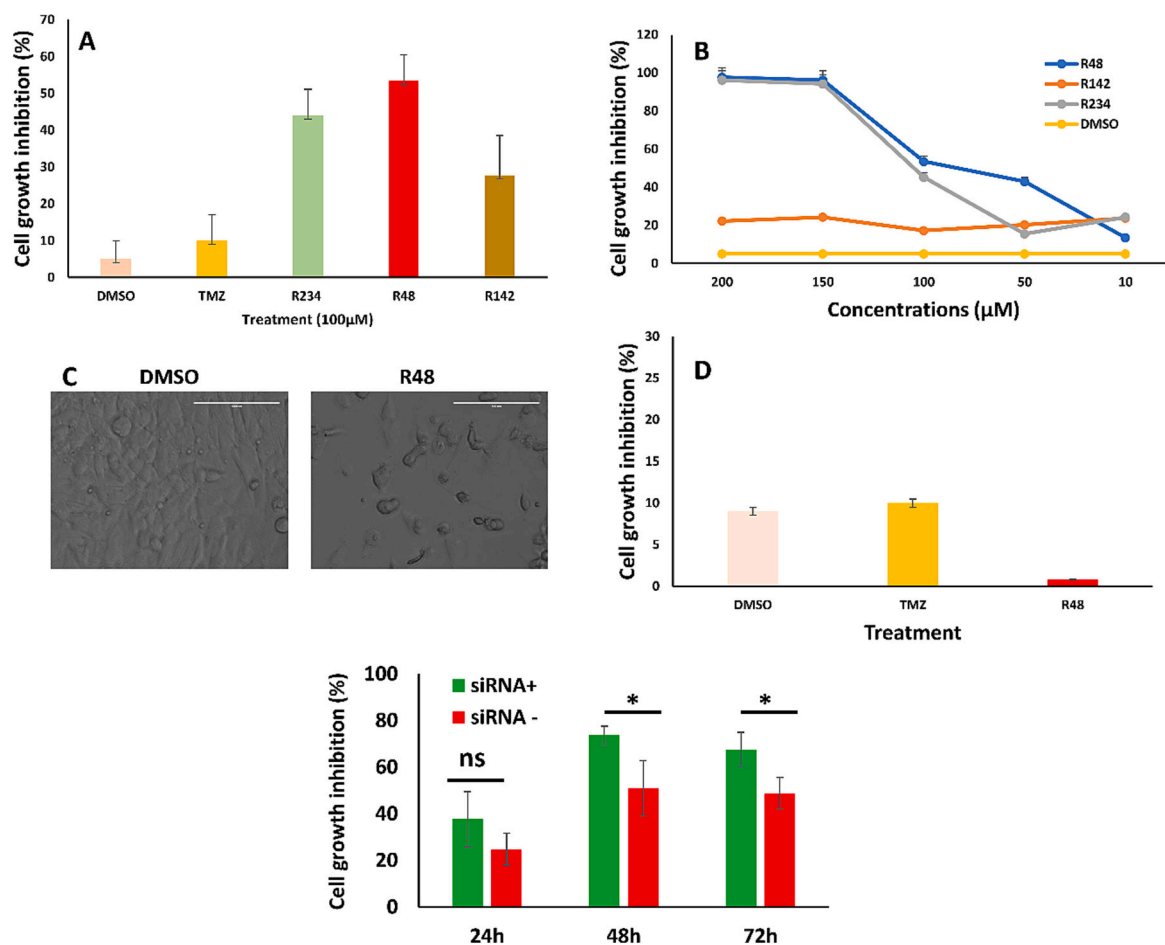 A
Cell growth inhibition (%)
70
60
50
40
30
20
10
0
DMSO TMZ R234 R48 R142
Treatment (100µM)
B
Cell growth inhibition (%)
120
100
80
60
40
20
0
200 150 100 50 10
Concentrations (µM)
R48
R142
R234
DMSO
C DMSO R48
D
Cell growth inhibition (%)
30
25
20
15
10
5
0
DMSO TMZ R48
Treatment
Cell growth inhibition (%)
100
80
60
40
20
0
siRNA+
siRNA -
ns * *
24h 48h 72h